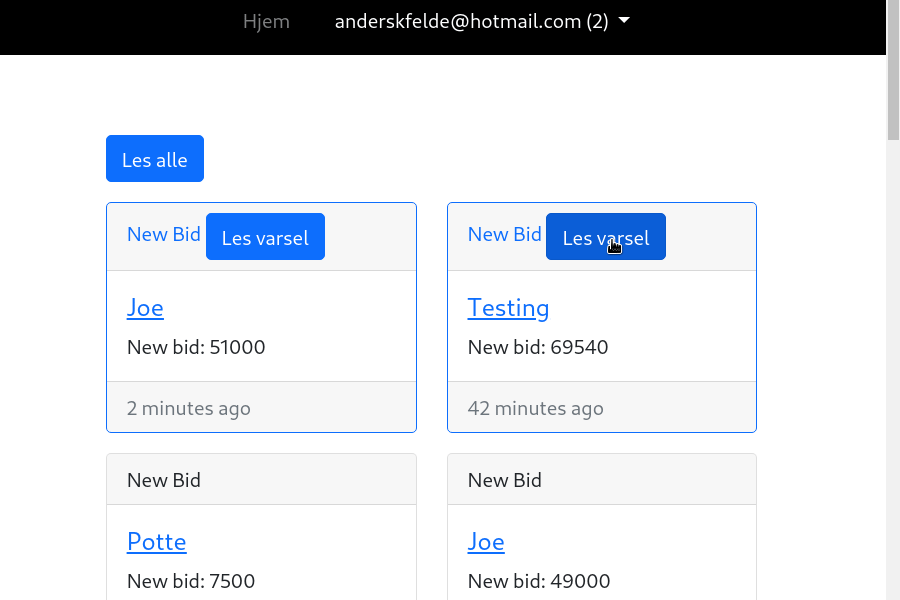 Hjem anderskfelde@hotmail.com (2)
Les alle
New Bid Les varsel
Joe
New bid: 51000
2 minutes ago
New Bid Les varsel
Testing
New bid: 69540
42 minutes ago
New Bid
Potte
New bid: 7500
New Bid
Joe
New bid: 49000